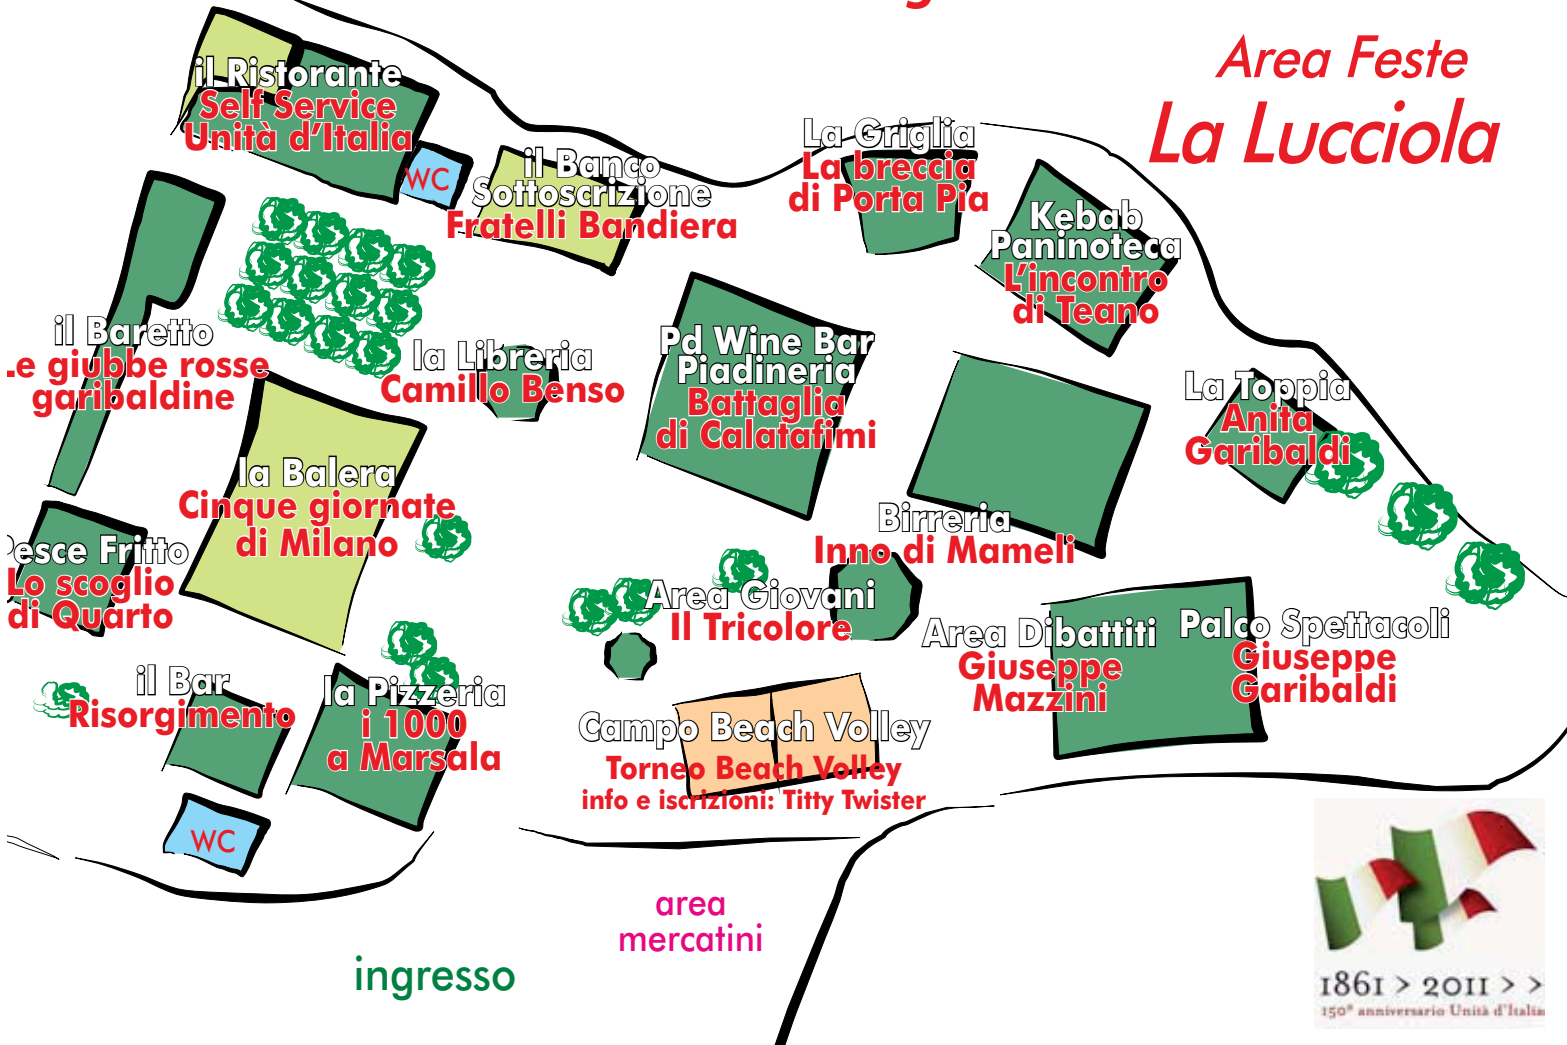 Area Feste
La Lucciola
il Ristorante
Self Service
Unità d'Italia
WC
il Banco
Sottoscrizione
Fratelli Bandiera
La Griglia
La breccia
di Porta Pia
Kebab
Paninoteca
L'incontro
di Teano
il Baretto
Le giubbe rosse
garibaldine
la Libreria
Camillo Benso
Pd Wine Bar
Piadineria
Battaglia
di Calatafimi
La Toppia
Anita
Garibaldi
la Balera
Cinque giornate
di Milano
Birreria
Inno di Mameli
Pesce Fritto
Lo scoglio
di Quarto
Area Giovani
Il Tricolore
Area Dibattiti
Giuseppe
Mazzini
Palco Spettacoli
Giuseppe
Garibaldi
il Bar
Risorgimento
la Pizzeria
i 1000
a Marsala
Campo Beach Volley
Torneo Beach Volley
info e iscrizioni: Titty Twister
WC
area
mercatini
ingresso
1861 > 2011 > >
150° anniversario Unità d'Italia